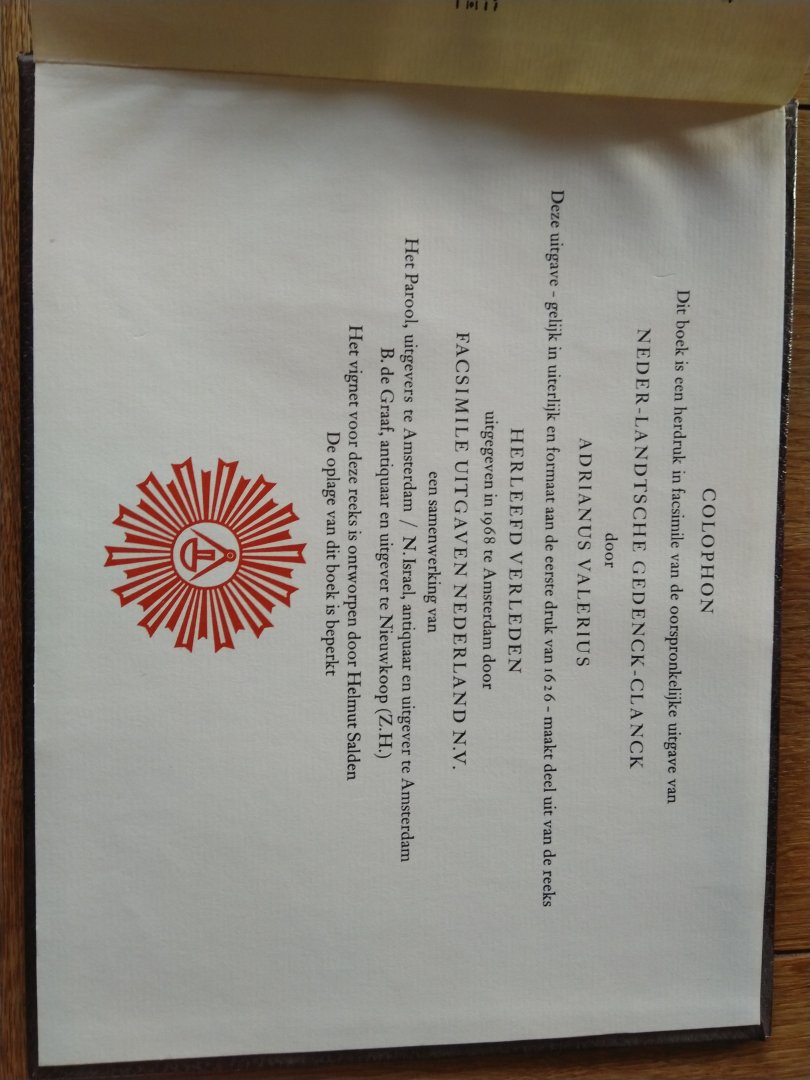 COLOPHON
Dit boek is een herdruk in facsimile van de oorspronkelijke uitgave van
NEDER-LANDTSCHE GEDENCK-CLANCK
door
ADRIANUS VALERIUS
Deze uitgave - gelijk in uiterlijk en formaat aan de eerste druk van 1626 - maakt deel uit van de reeks
HERLEEFD VERLEDEN
uitgegeven in 1968 te Amsterdam door
FACSIMILE UITGAVEN NEDERLAND N.V.
een samenwerking van
Het Parool, uitgevers te Amsterdam / N. Israel, antiquaar en uitgever te Amsterdam
B. de Graaf, antiquaar en uitgever te Nieuwkoop (Z.H.)
Het vignet voor deze reeks is ontworpen door Helmut Salden
De oplage van dit boek is beperkt